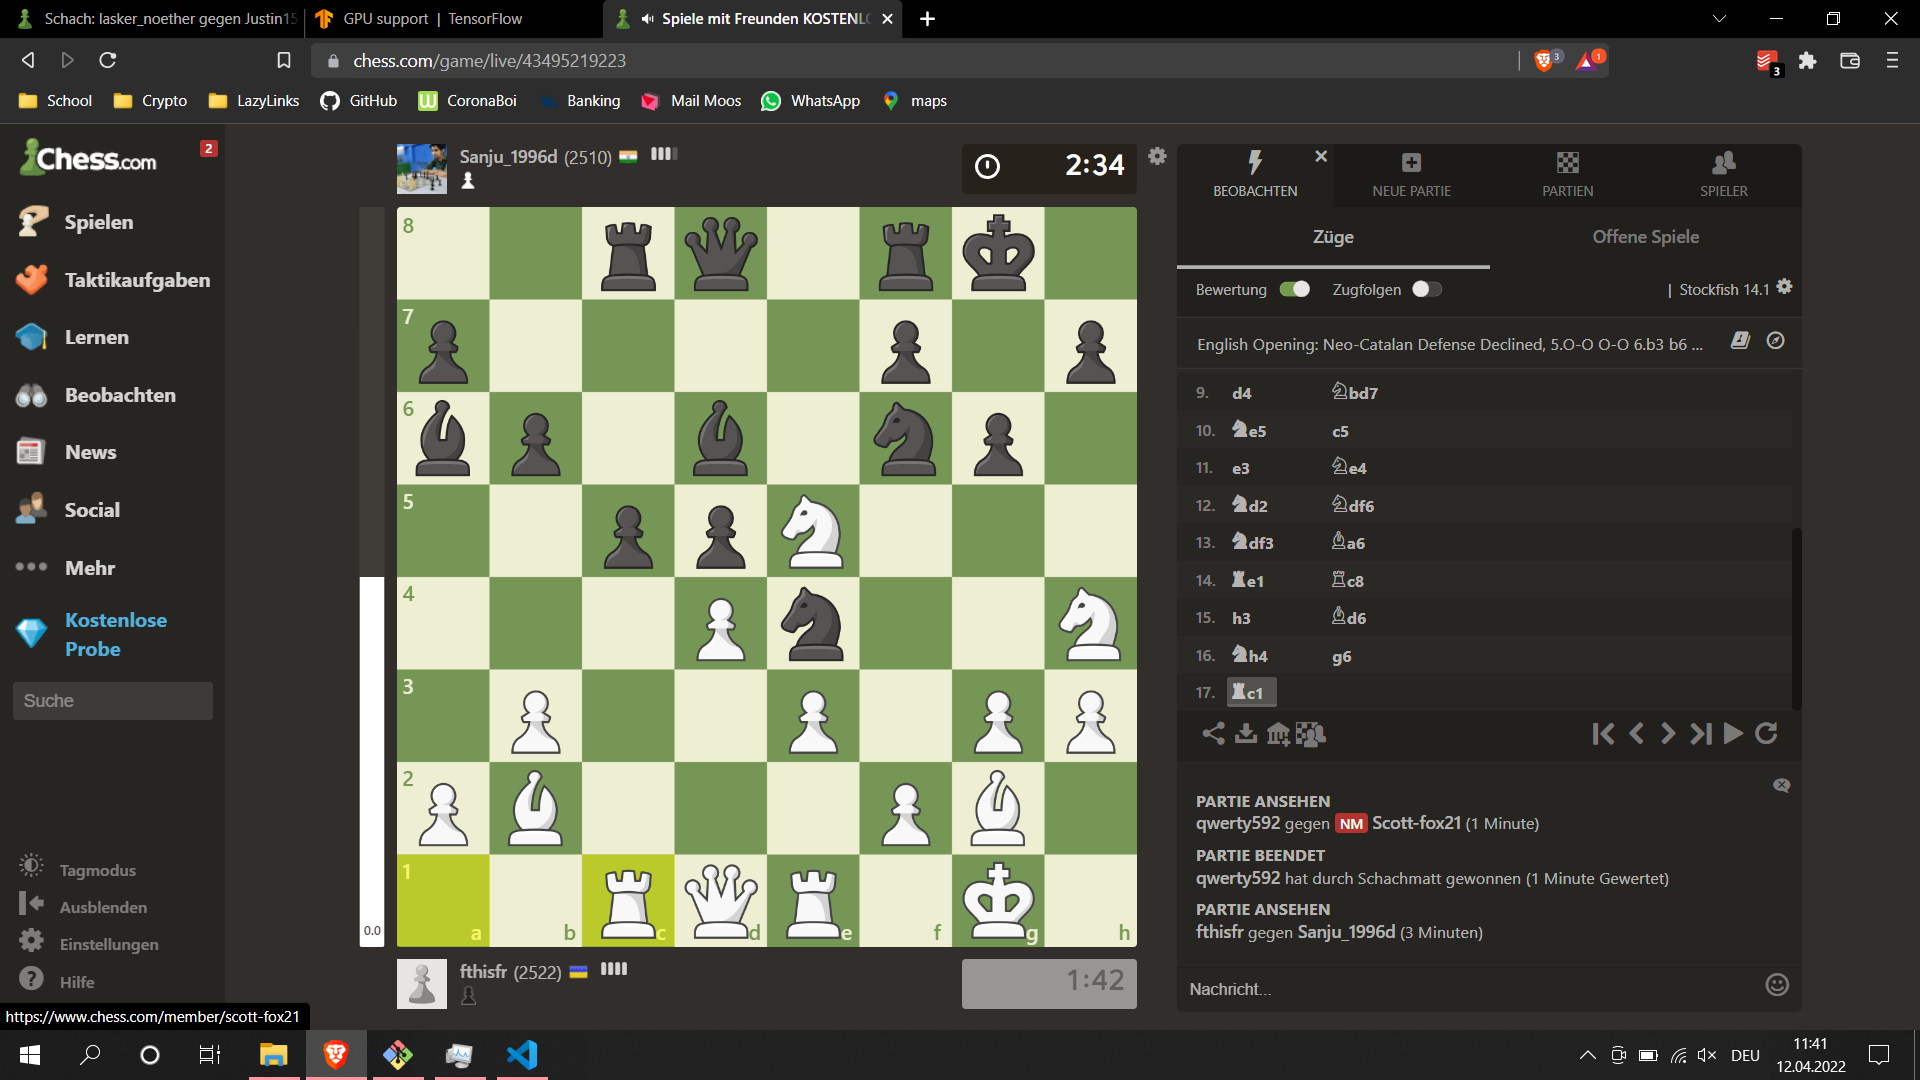 Schach: lasker_noether gegen Justin15
GPU support | TensorFlow
Spiele mit Freunden KOSTENLO
chess.com/game/live/43495219223
3
1
3
School
Crypto
LazyLinks
GitHub
CoronaBoi
Banking
Mail Moos
WhatsApp
maps
Chess.com
2
Spielen
Taktikaufgaben
Lernen
Beobachten
News
Social
Mehr
Kostenlose
Probe
Suche
Tagmodus
Ausblenden
Einstellungen
Hilfe
https://www.chess.com/member/scott-fox21
Sanju_1996d (2510)
2:34
8
7
6
5
4
3
2
1
a
b
c
d
e
f
g
h
0.0
fthisfr (2522)
1:42
BEOBACHTEN
NEUE PARTIE
PARTIEN
SPIELER
Züge
Offene Spiele
Bewertung
Zugfolgen
| Stockfish 14.1
English Opening: Neo-Catalan Defense Declined, 5.O-O O-O 6.b3 b6 ...
9. d4 bd7
10. e5 c5
11. e3 e4
12. d2 df6
13. df3 a6
14. e1 c8
15. h3 d6
16. h4 g6
17. c1
PARTIE ANSEHEN
qwerty592 gegen NM Scott-fox21 (1 Minute)
PARTIE BEENDET
qwerty592 hat durch Schachmatt gewonnen (1 Minute Gewertet)
PARTIE ANSEHEN
fthisfr gegen Sanju_1996d (3 Minuten)
Nachricht...
DEU
11:41
12.04.2022